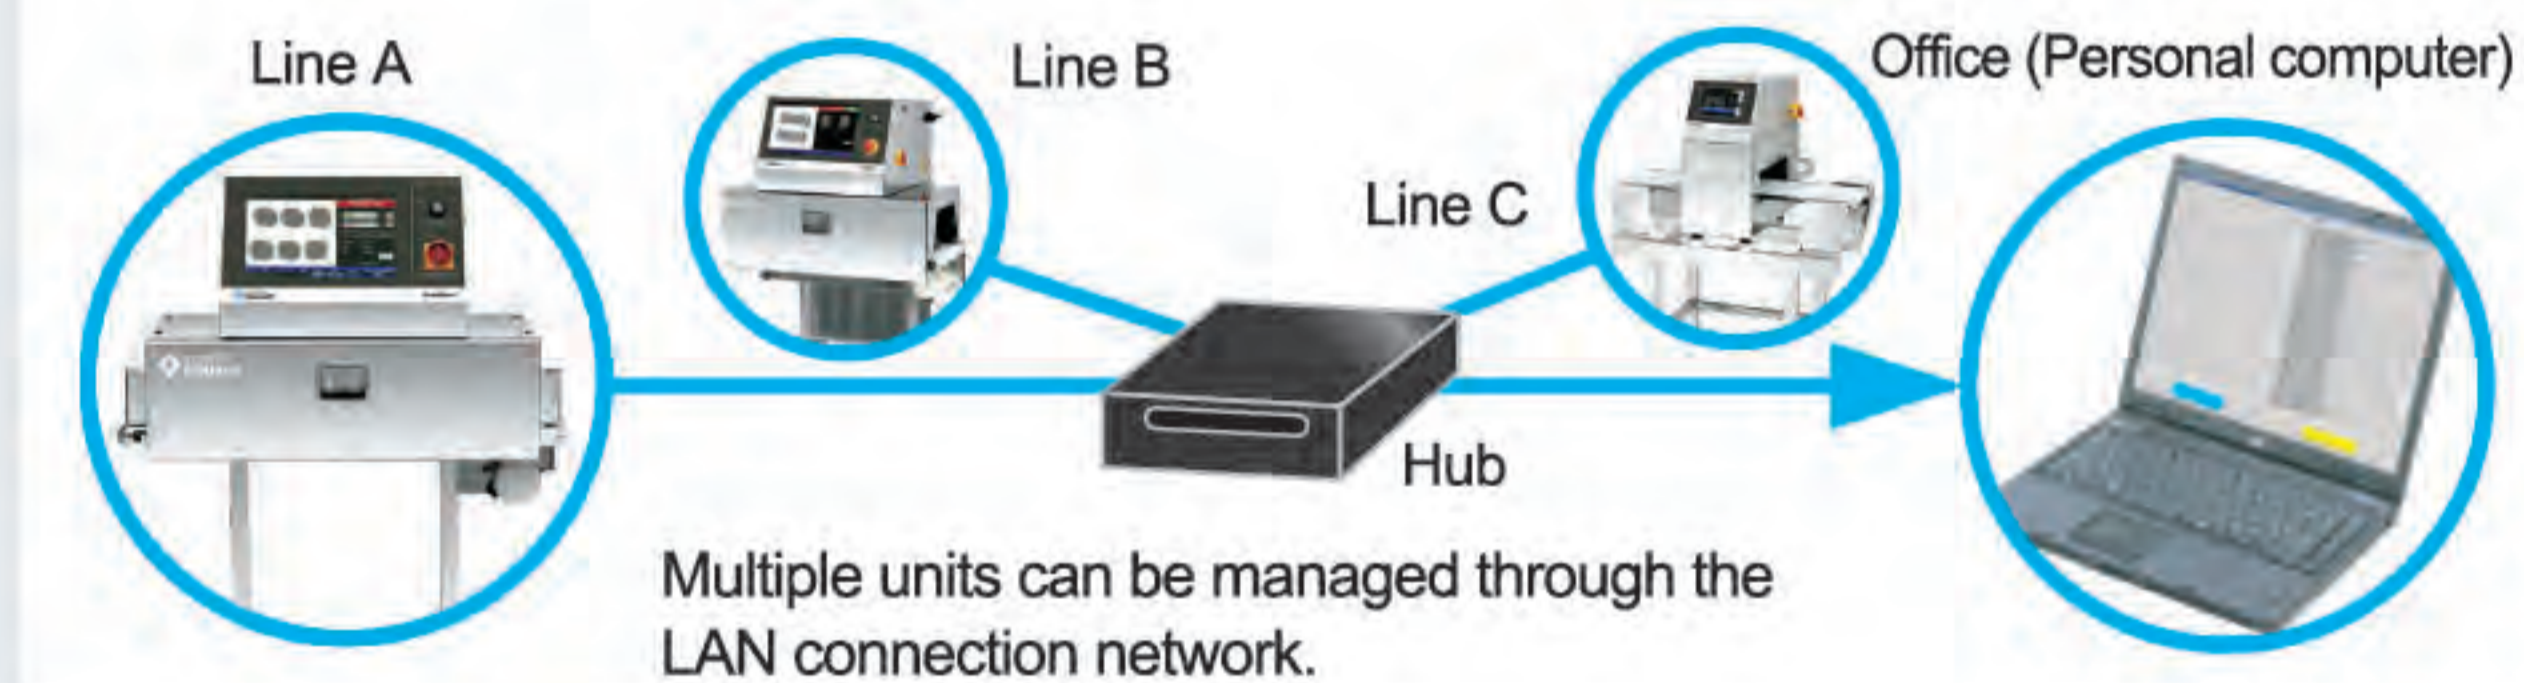 Line A
Line B
Line C
Office (Personal computer)
Hub
Multiple units can be managed through the
LAN connection network.